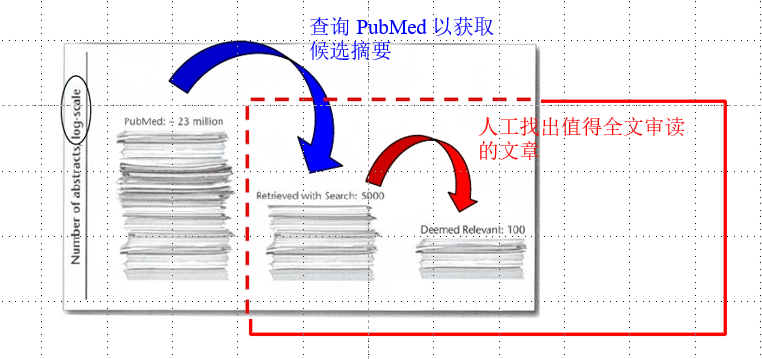 查询 PubMed 以获取
候选摘要
人工找出值得全文审读
的文章
Number of abstracts, log-scale
PubMed: ~ 23 million
Retrieved with Search: 5000
Deemed Relevant: 100